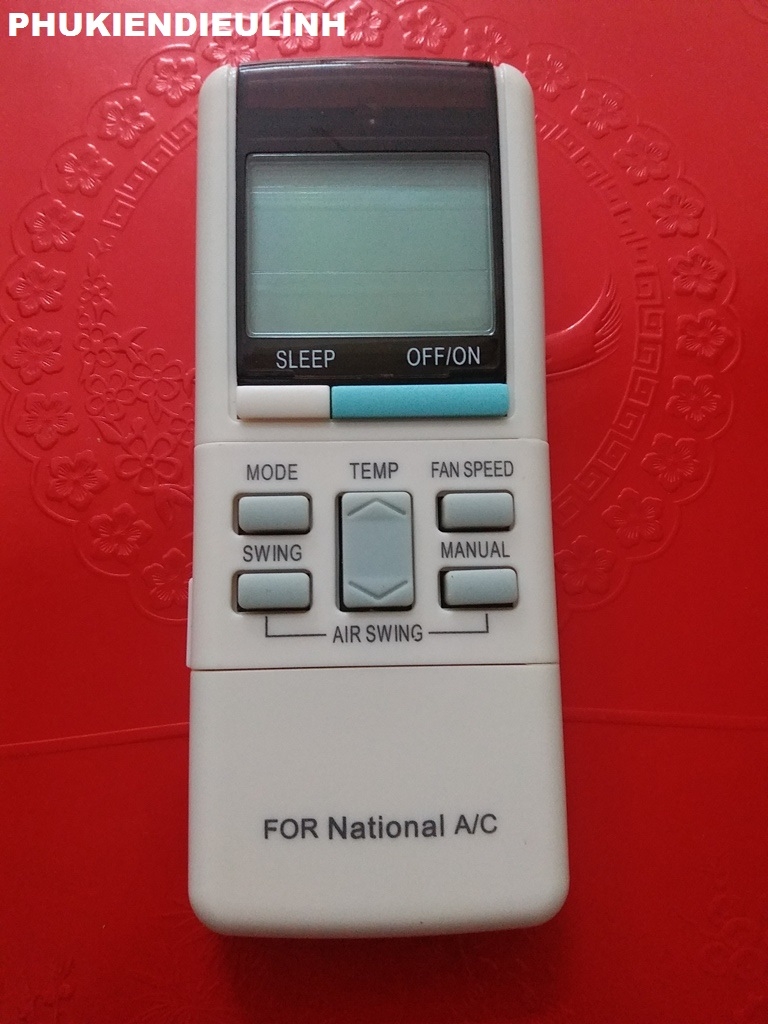 PHUKIENDIEULINH
SLEEP OFF/ON
MODE TEMP FAN SPEED
SWING MANUAL
AIR SWING
FOR National A/C